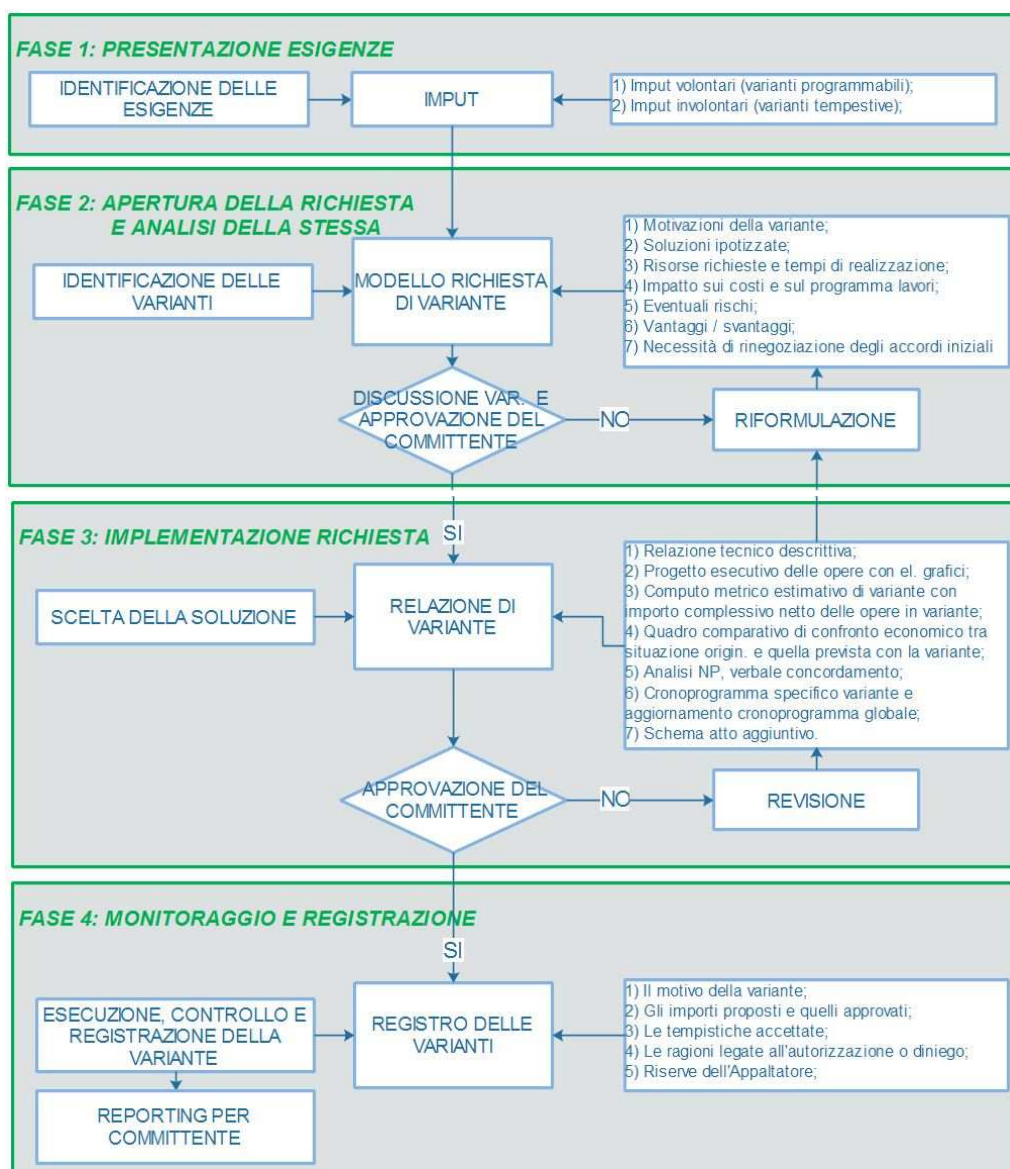 FASE 1: PRESENTAZIONE ESIGENZE
IDENTIFICAZIONE DELLE
ESIGENZE
IMPUT
1) Imput volontari (varianti programmabili);
2) Imput involontari (varianti tempestive);
FASE 2: APERTURA DELLA RICHIESTA
E ANALISI DELLA STESSA
IDENTIFICAZIONE DELLE
VARIANTI
MODELLO RICHIESTA
DI VARIANTE
1) Motivazioni della variante;
2) Soluzioni ipotizzate;
3) Risorse richieste e tempi di realizzazione;
4) Impatto sui costi e sul programma lavori;
5) Eventuali rischi;
6) Vantaggi / svantaggi;
7) Necessità di rinegoziazione degli accordi iniziali
DISCUSSIONE VAR. E
APPROVAZIONE DEL
COMMITTENTE
NO
RIFORMULAZIONE
SI
FASE 3: IMPLEMENTAZIONE RICHIESTA
SCELTA DELLA SOLUZIONE
RELAZIONE DI
VARIANTE
1) Relazione tecnico descrittiva;
2) Progetto esecutivo delle opere con el. grafici;
3) Computo metrico estimativo di variante con
importo complessivo netto delle opere in variante;
4) Quadro comparativo di confronto economico tra
situazione origin. e quella prevista con la variante;
5) Analisi NP, verbale concordamento;
6) Cronoprogramma specifico variante e
aggiornamento cronoprogramma globale;
7) Schema atto aggiuntivo.
APPROVAZIONE DEL
COMMITTENTE
NO
REVISIONE
FASE 4: MONITORAGGIO E REGISTRAZIONE
SI
ESECUZIONE, CONTROLLO E
REGISTRAZIONE DELLA
VARIANTE
REGISTRO DELLE
VARIANTI
1) Il motivo della variante;
2) Gli importi proposti e quelli approvati;
3) Le tempistiche accettate;
4) Le ragioni legate all'autorizzazione o diniego;
5) Riserve dell'Appaltatore;
REPORTING PER
COMMITTENTE